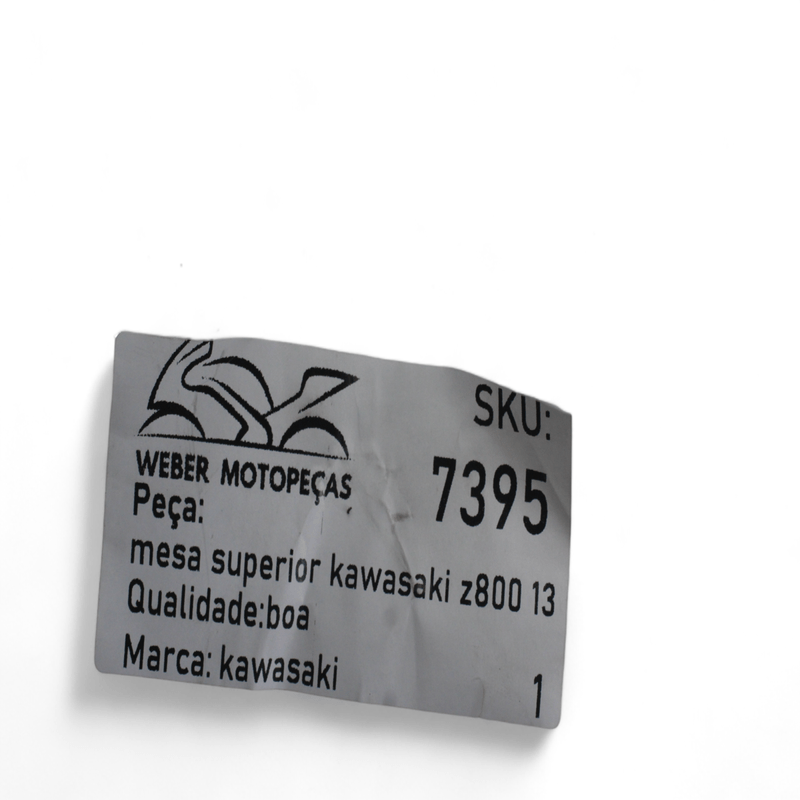 WEBER MOTOPEÇAS
SKU:
7395
Peça:
mesa superior kawasaki z800 13
Qualidade:boa
Marca: kawasaki
1